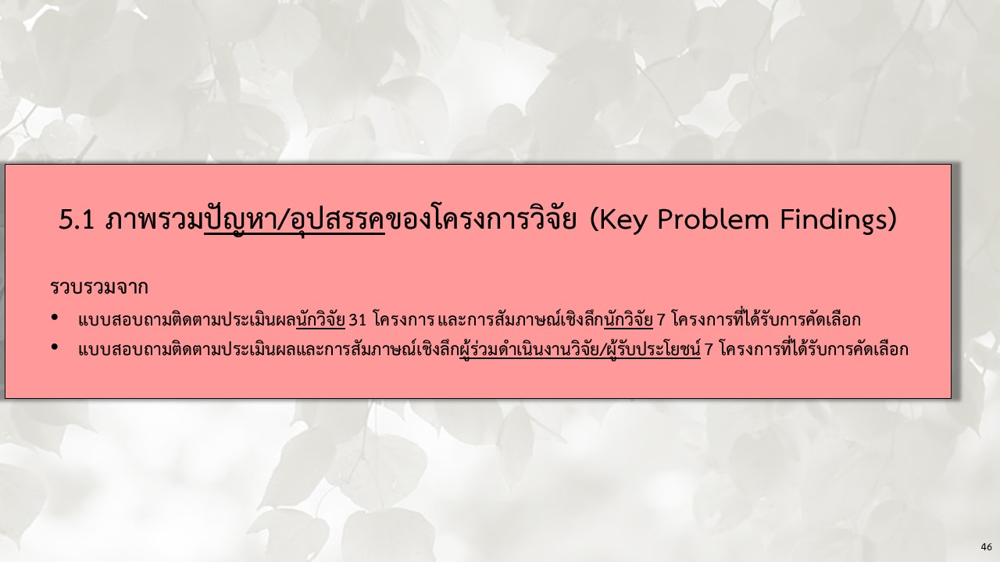 5.1 ภาพรวมปัญหา/อุปสรรคของโครงการวิจัย (Key Problem Findings)
รวบรวมจาก
• แบบสอบถามติดตามประเมินผลนักวิจัย 31 โครงการ และการสัมภาษณ์เชิงลึกนักวิจัย 7 โครงการที่ได้รับการคัดเลือก
• แบบสอบถามติดตามประเมินผลและการสัมภาษณ์เชิงลึกผู้ร่วมดำเนินงานวิจัย/ผู้รับประโยชน์ 7 โครงการที่ได้รับการคัดเลือก
46